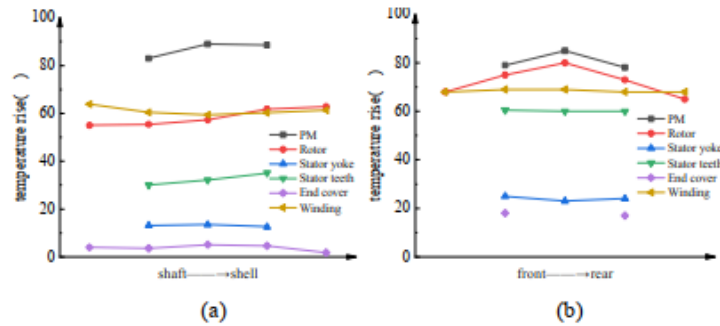 100
80
60
40
20
0
temperature rise( )
PM
Rotor
Stator yoke
Stator teeth
End cover
Winding
shaft——→shell
(a)
100
80
60
40
20
0
temperature rise( )
PM
Rotor
Stator yoke
Stator teeth
End cover
Winding
front——→rear
(b)